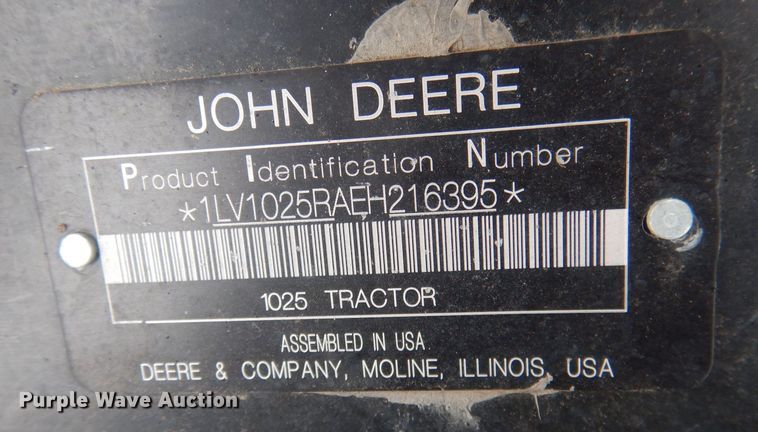 JOHN DEERE
Product Identification Number
*1LV1025RAEH216395*
1025 TRACTOR
ASSEMBLED IN USA
DEERE & COMPANY, MOLINE, ILLINOIS, USA
Purple Wave Auction